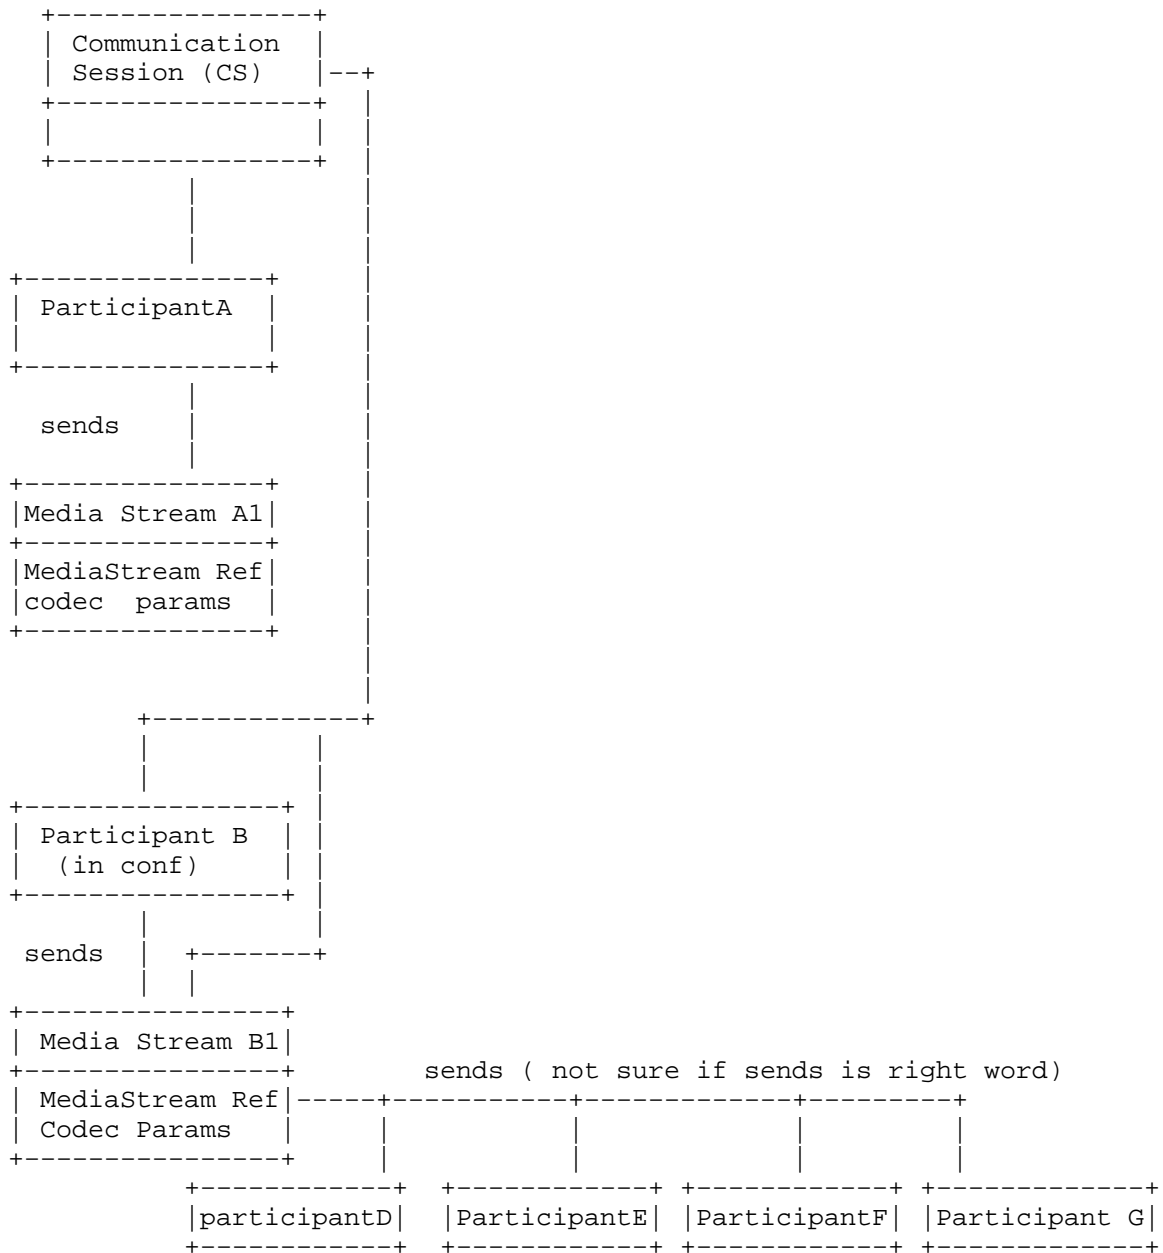 Communication
Session (CS)
ParticipantA
sends
Media Stream A1
MediaStream Ref
codec params
Participant B
(in conf)
sends
Media Stream B1
sends ( not sure if sends is right word)
MediaStream Ref
Codec Params
participantD ParticipantE ParticipantF Participant G